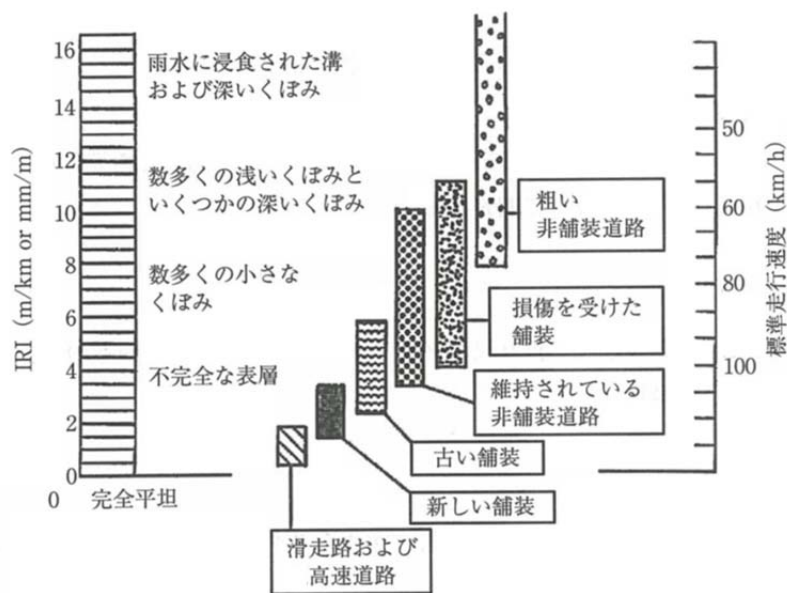 IRI (m/km or mm/m)
16
14
12
10
8
6
4
2
0
0 完全平坦
雨水に浸食された溝
および深いくぼみ
数多くの浅いくぼみと
いくつかの深いくぼみ
数多くの小さな
くぼみ
不完全な表層
粗い
非舗装道路
損傷を受けた
舗装
維持されている
非舗装道路
古い舗装
新しい舗装
滑走路および
高速道路
50
60
80
100
標準走行速度 (km/h)